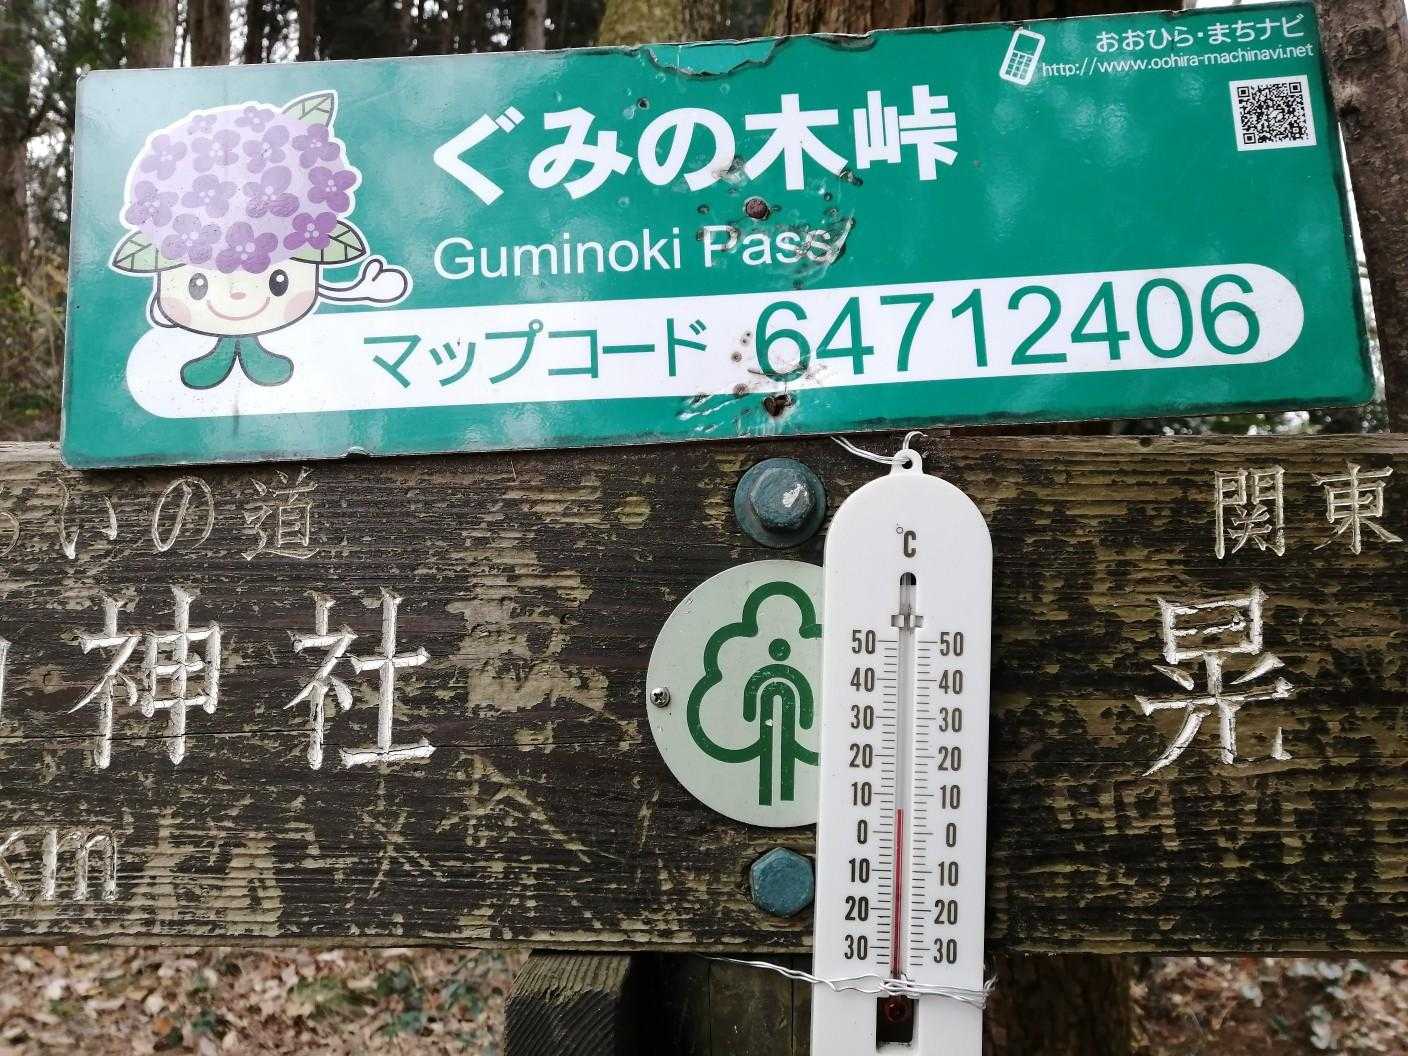 おおひら・まちナビ
http://www.oohira-machinavi.net
ぐみの木峠
Guminoki Pass
マップコード 64712406
いの道
関東
神社
晃
km
°C
50 50
40 40
30 30
20 20
10 10
0 0
10 10
20 20
30 30